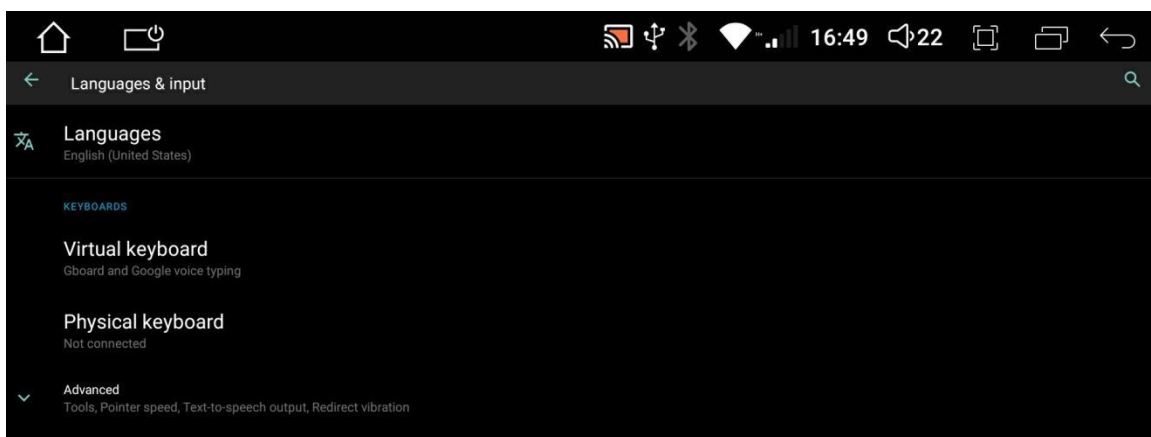 16:49 22
Languages & input
Languages
English (United States)
KEYBOARDS
Virtual keyboard
Gboard and Google voice typing
Physical keyboard
Not connected
Advanced
Tools, Pointer speed, Text-to-speech output, Redirect vibration